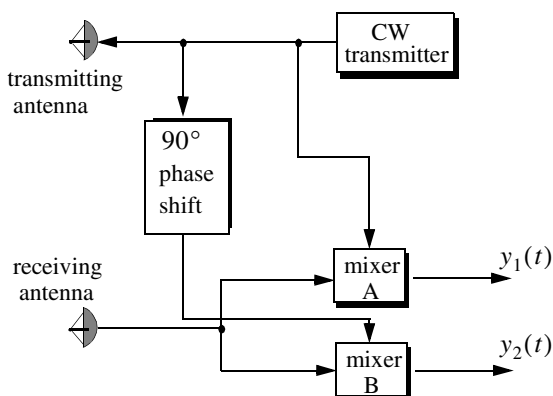 CW
transmitter
transmitting
antenna
90°
phase
shift
receiving
antenna
mixer
A
y₁(t)
mixer
B
y₂(t)